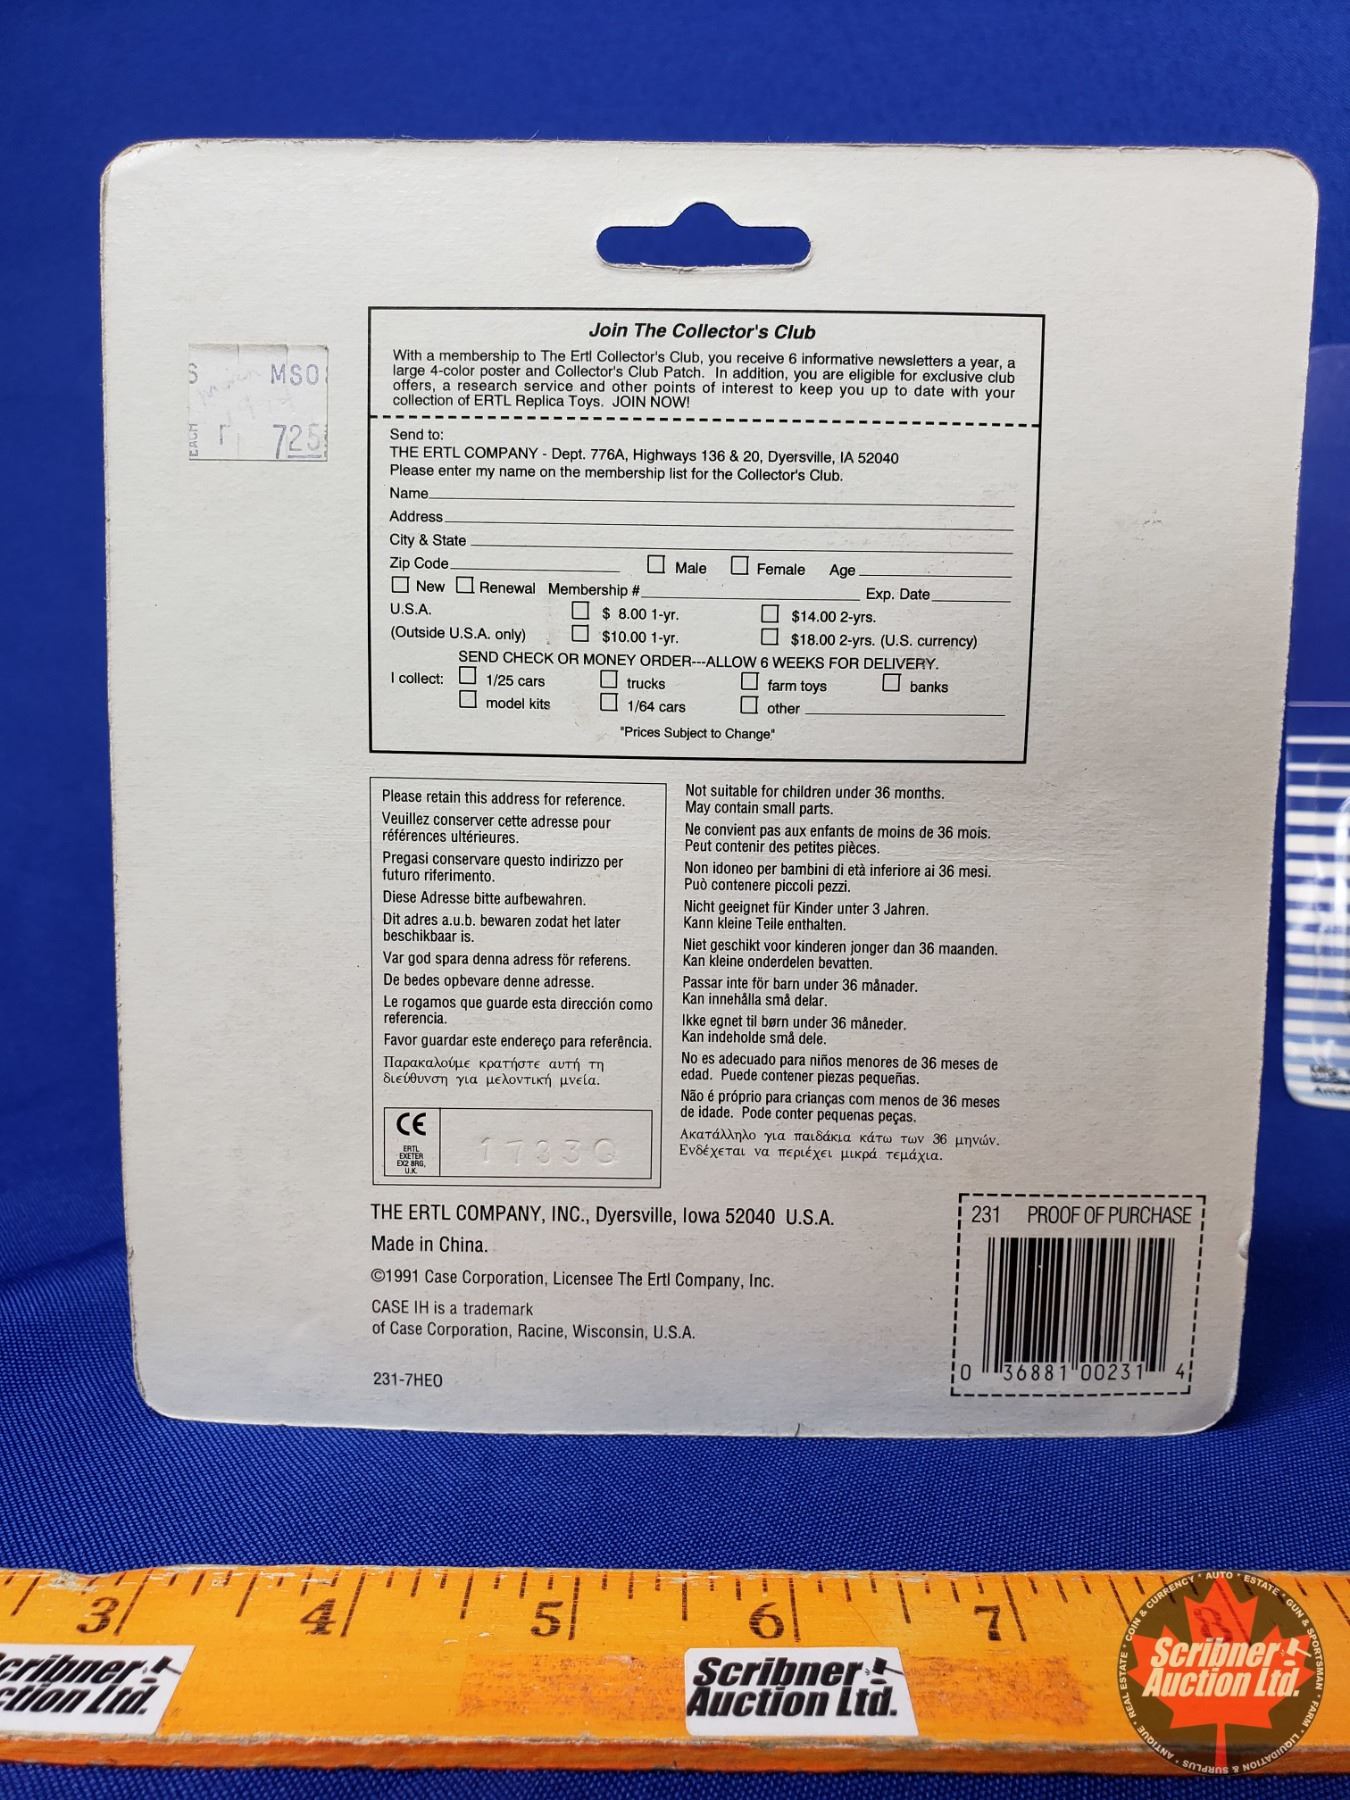 Join The Collector's Club
With a membership to The Ertl Collector's Club, you receive 6 informative newsletters a year, a
large 4-color poster and Collector's Club Patch. In addition, you are eligible for exclusive club
offers, a research service and other points of interest to keep you up to date with your
collection of ERTL Replica Toys. JOIN NOW!
S MSO
EACH 725
Send to:
THE ERTL COMPANY - Dept. 776A, Highways 136 & 20, Dyersville, IA 52040
Please enter my name on the membership list for the Collector's Club.
Name
Address
City & State
Zip Code Male Female Age
New Renewal Membership # Exp. Date
U.S.A. $ 8.00 1-yr. $14.00 2-yrs.
(Outside U.S.A. only) $10.00 1-yr. $18.00 2-yrs. (U.S. currency)
SEND CHECK OR MONEY ORDER---ALLOW 6 WEEKS FOR DELIVERY.
I collect: 1/25 cars trucks farm toys banks
model kits 1/64 cars other
"Prices Subject to Change"
Please retain this address for reference.
Veuillez conserver cette adresse pour
références ultérieures.
Pregasi conservare questo indirizzo per
futuro riferimento.
Diese Adresse bitte aufbewahren.
Dit adres a.u.b. bewaren zodat het later
beschikbaar is.
Var god spara denna adress för referens.
De bedes opbevare denne adresse.
Le rogamos que guarde esta dirección como
referencia.
Favor guardar este endereço para referência.
Παρακαλούμε κρατήστε αυτή τη
διεύθυνση για μελοντική μνεία.
CE
ERTL
EXETER
EX2 8RG,
U.K.
Not suitable for children under 36 months.
May contain small parts.
Ne convient pas aux enfants de moins de 36 mois.
Peut contenir des petites pièces.
Non idoneo per bambini di età inferiore ai 36 mesi.
Può contenere piccoli pezzi.
Nicht geeignet für Kinder unter 3 Jahren.
Kann kleine Teile enthalten.
Niet geschikt voor kinderen jonger dan 36 maanden.
Kan kleine onderdelen bevatten.
Passar inte för barn under 36 månader.
Kan innehålla små delar.
Ikke egnet til børn under 36 måneder.
Kan indeholde små dele.
No es adecuado para niños menores de 36 meses de
edad. Puede contener piezas pequeñas.
Não é próprio para crianças com menos de 36 meses
de idade. Pode conter pequenas peças.
Ακατάλληλο για παιδάκια κάτω των 36 μηνών.
Ενδέχεται να περιέχει μικρά τεμάχια.
THE ERTL COMPANY, INC., Dyersville, Iowa 52040 U.S.A.
Made in China.
©1991 Case Corporation, Licensee The Ertl Company, Inc.
CASE IH is a trademark
of Case Corporation, Racine, Wisconsin, U.S.A.
231-7HEO
231 PROOF OF PURCHASE
0 36881 00231 4
3 4 5 6 7 8
Scribner
Auction Ltd.
Scribner
Auction Ltd.
COIN & CURRENCY * AUTO * ESTATE * GUN & SPORTSMAN * FARM * LIQUIDATION & SURPLUS * ANTIQUE * REAL ESTATE *
Scribner
Auction Ltd.